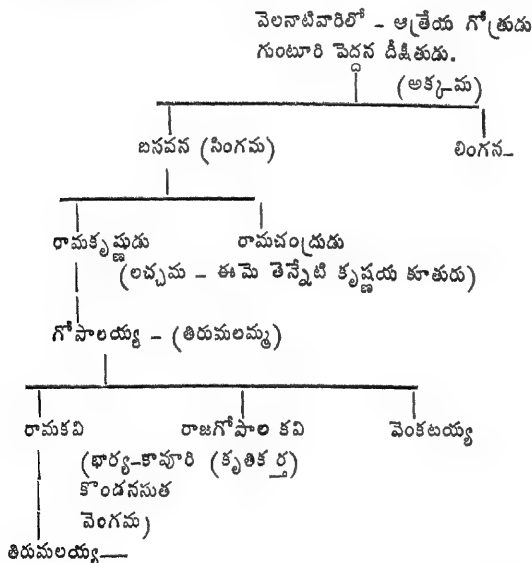 వెలనాటివారిలో - ఆత్రేయ గోత్రుడు
గుంటూరి పెద్దన దీక్షితుడు.
(అక్కమ)
బసవన (సింగమ) లింగన-
రామకృష్ణుడు రామచంద్రుడు
(లచ్చమ - ఈమె తెన్నేటి కృష్ణయ కూతురు)
గోపాలయ్య - (తిరుమలమ్మ)
రామకవి రాజగోపాల కవి వెంకటయ్య
(భార్య-కావూరి (కృతికర్త)
కొండనసుత
వెంగమ)
తిరుమలయ్య—